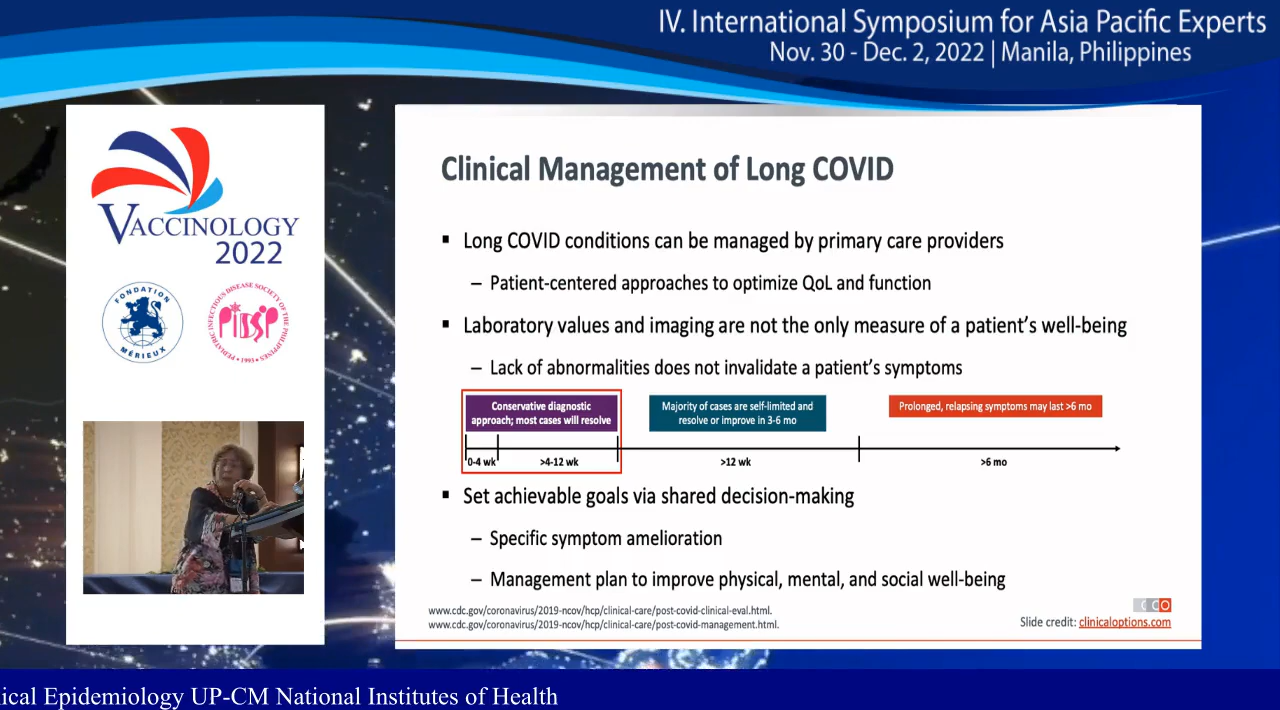 IV. International Symposium for Asia Pacific Experts
Nov. 30 - Dec. 2, 2022 | Manila, Philippines
VACCINOLOGY
2022
FONDATION
MÉRIEUX
PEDIATRIC INFECTIOUS DISEASE SOCIETY OF THE PHILIPPINES
PIDSP
• 1993 •
Clinical Management of Long COVID
▪ Long COVID conditions can be managed by primary care providers
– Patient-centered approaches to optimize QoL and function
▪ Laboratory values and imaging are not the only measure of a patient's well-being
– Lack of abnormalities does not invalidate a patient's symptoms
Conservative diagnostic
approach; most cases will resolve
Majority of cases are self-limited and
resolve or improve in 3-6 mo
Prolonged, relapsing symptoms may last >6 mo
0-4 wk
>4-12 wk
>12 wk
>6 mo
▪ Set achievable goals via shared decision-making
– Specific symptom amelioration
– Management plan to improve physical, mental, and social well-being
www.cdc.gov/coronavirus/2019-ncov/hcp/clinical-care/post-covid-clinical-eval.html.
www.cdc.gov/coronavirus/2019-ncov/hcp/clinical-care/post-covid-management.html.
CCO
Slide credit: clinicaloptions.com
ical Epidemiology UP-CM National Institutes of Health